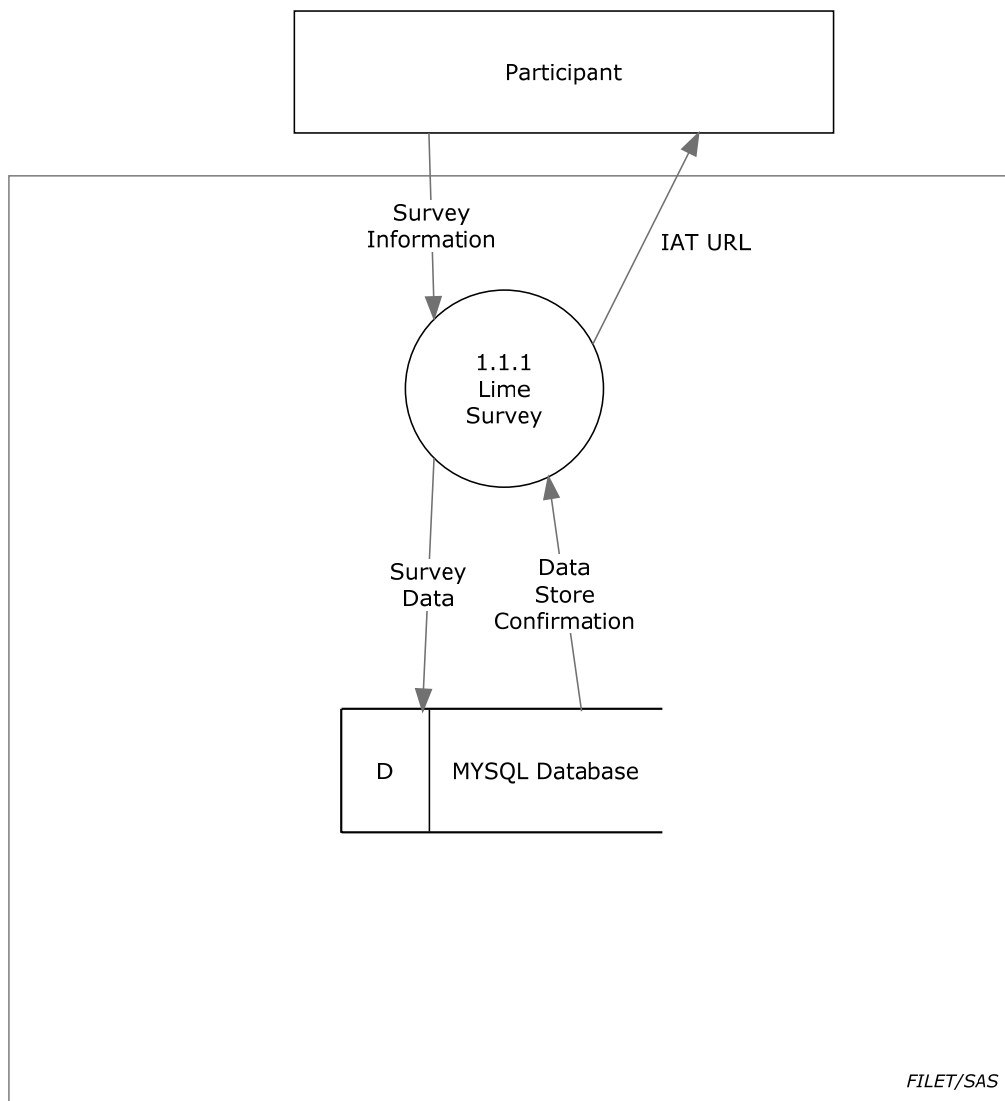 Participant
Survey
Information
IAT URL
1.1.1
Lime
Survey
Survey
Data
Data
Store
Confirmation
D
MYSQL Database
FILET/SAS